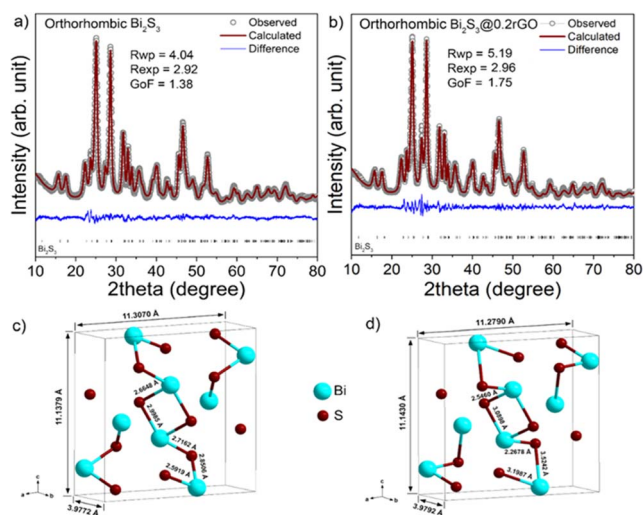 a)
Orthorhombic Bi₂S₃
Rwp = 4.04
Rexp = 2.92
GoF = 1.38
Observed
Calculated
Difference
Intensity (arb. unit)
Bi₂S₃
10 20 30 40 50 60 70 80
2theta (degree)
b)
Orthorhombic Bi₂S₃@0.2rGO
Rwp = 5.19
Rexp = 2.96
GoF = 1.75
Observed
Calculated
Difference
Intensity (arb. unit)
Bi₂S₃
10 20 30 40 50 60 70 80
2theta (degree)
c)
11.3070 Å
11.1379 Å
3.9772 Å
2.6648 Å
2.7162 Å
2.5919 Å
2.8506 Å
a b c
Bi
S
d)
11.2790 Å
11.1430 Å
3.9792 Å
2.5460 Å
2.2678 Å
3.5242 Å
3.1987 Å
a b c